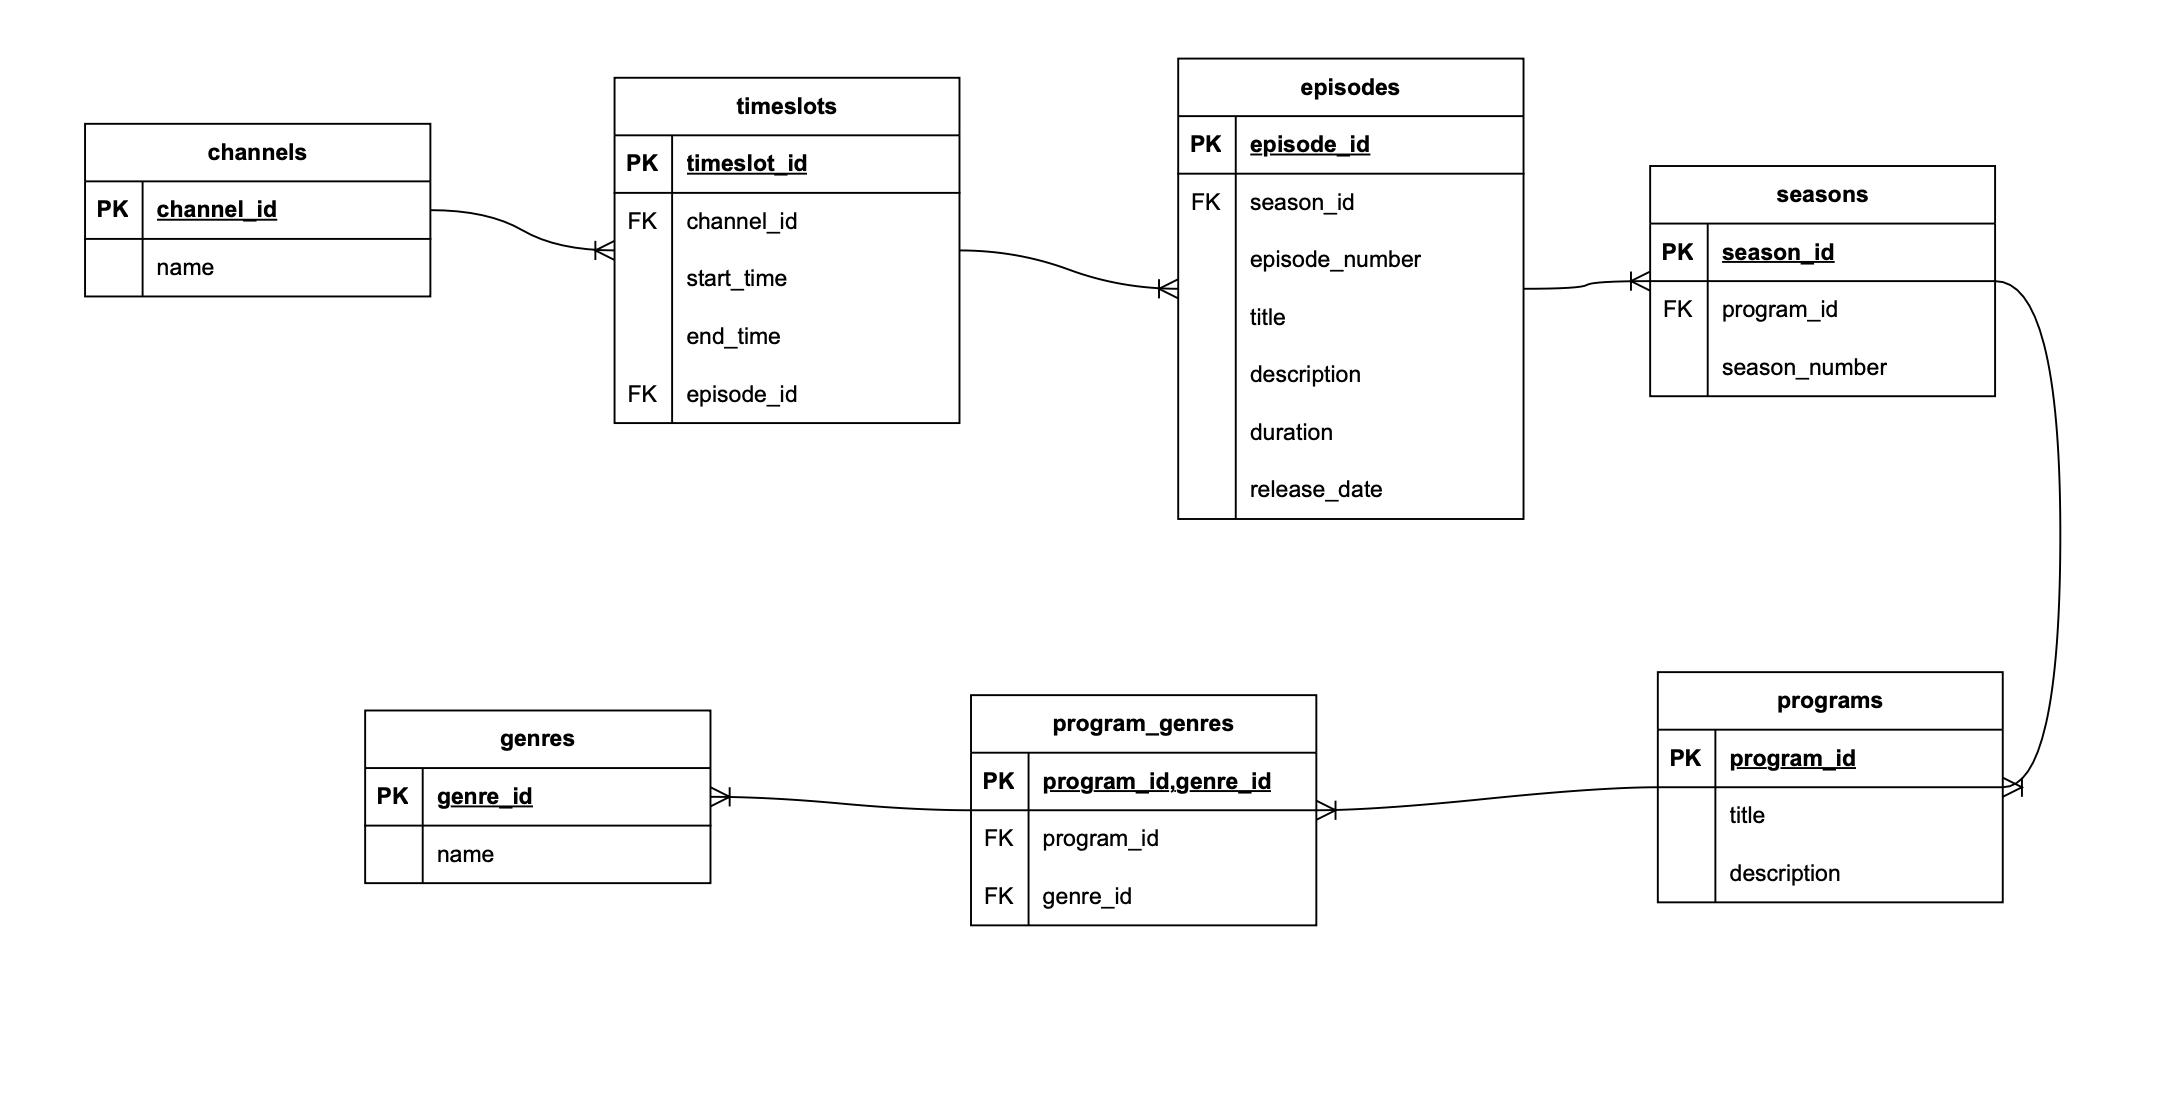 channels
PK channel_id
name
timeslots
PK timeslot_id
FK channel_id
start_time
end_time
FK episode_id
episodes
PK episode_id
FK season_id
episode_number
title
description
duration
release_date
seasons
PK season_id
FK program_id
season_number
genres
PK genre_id
name
program_genres
PK program_id,genre_id
FK program_id
FK genre_id
programs
PK program_id
title
description